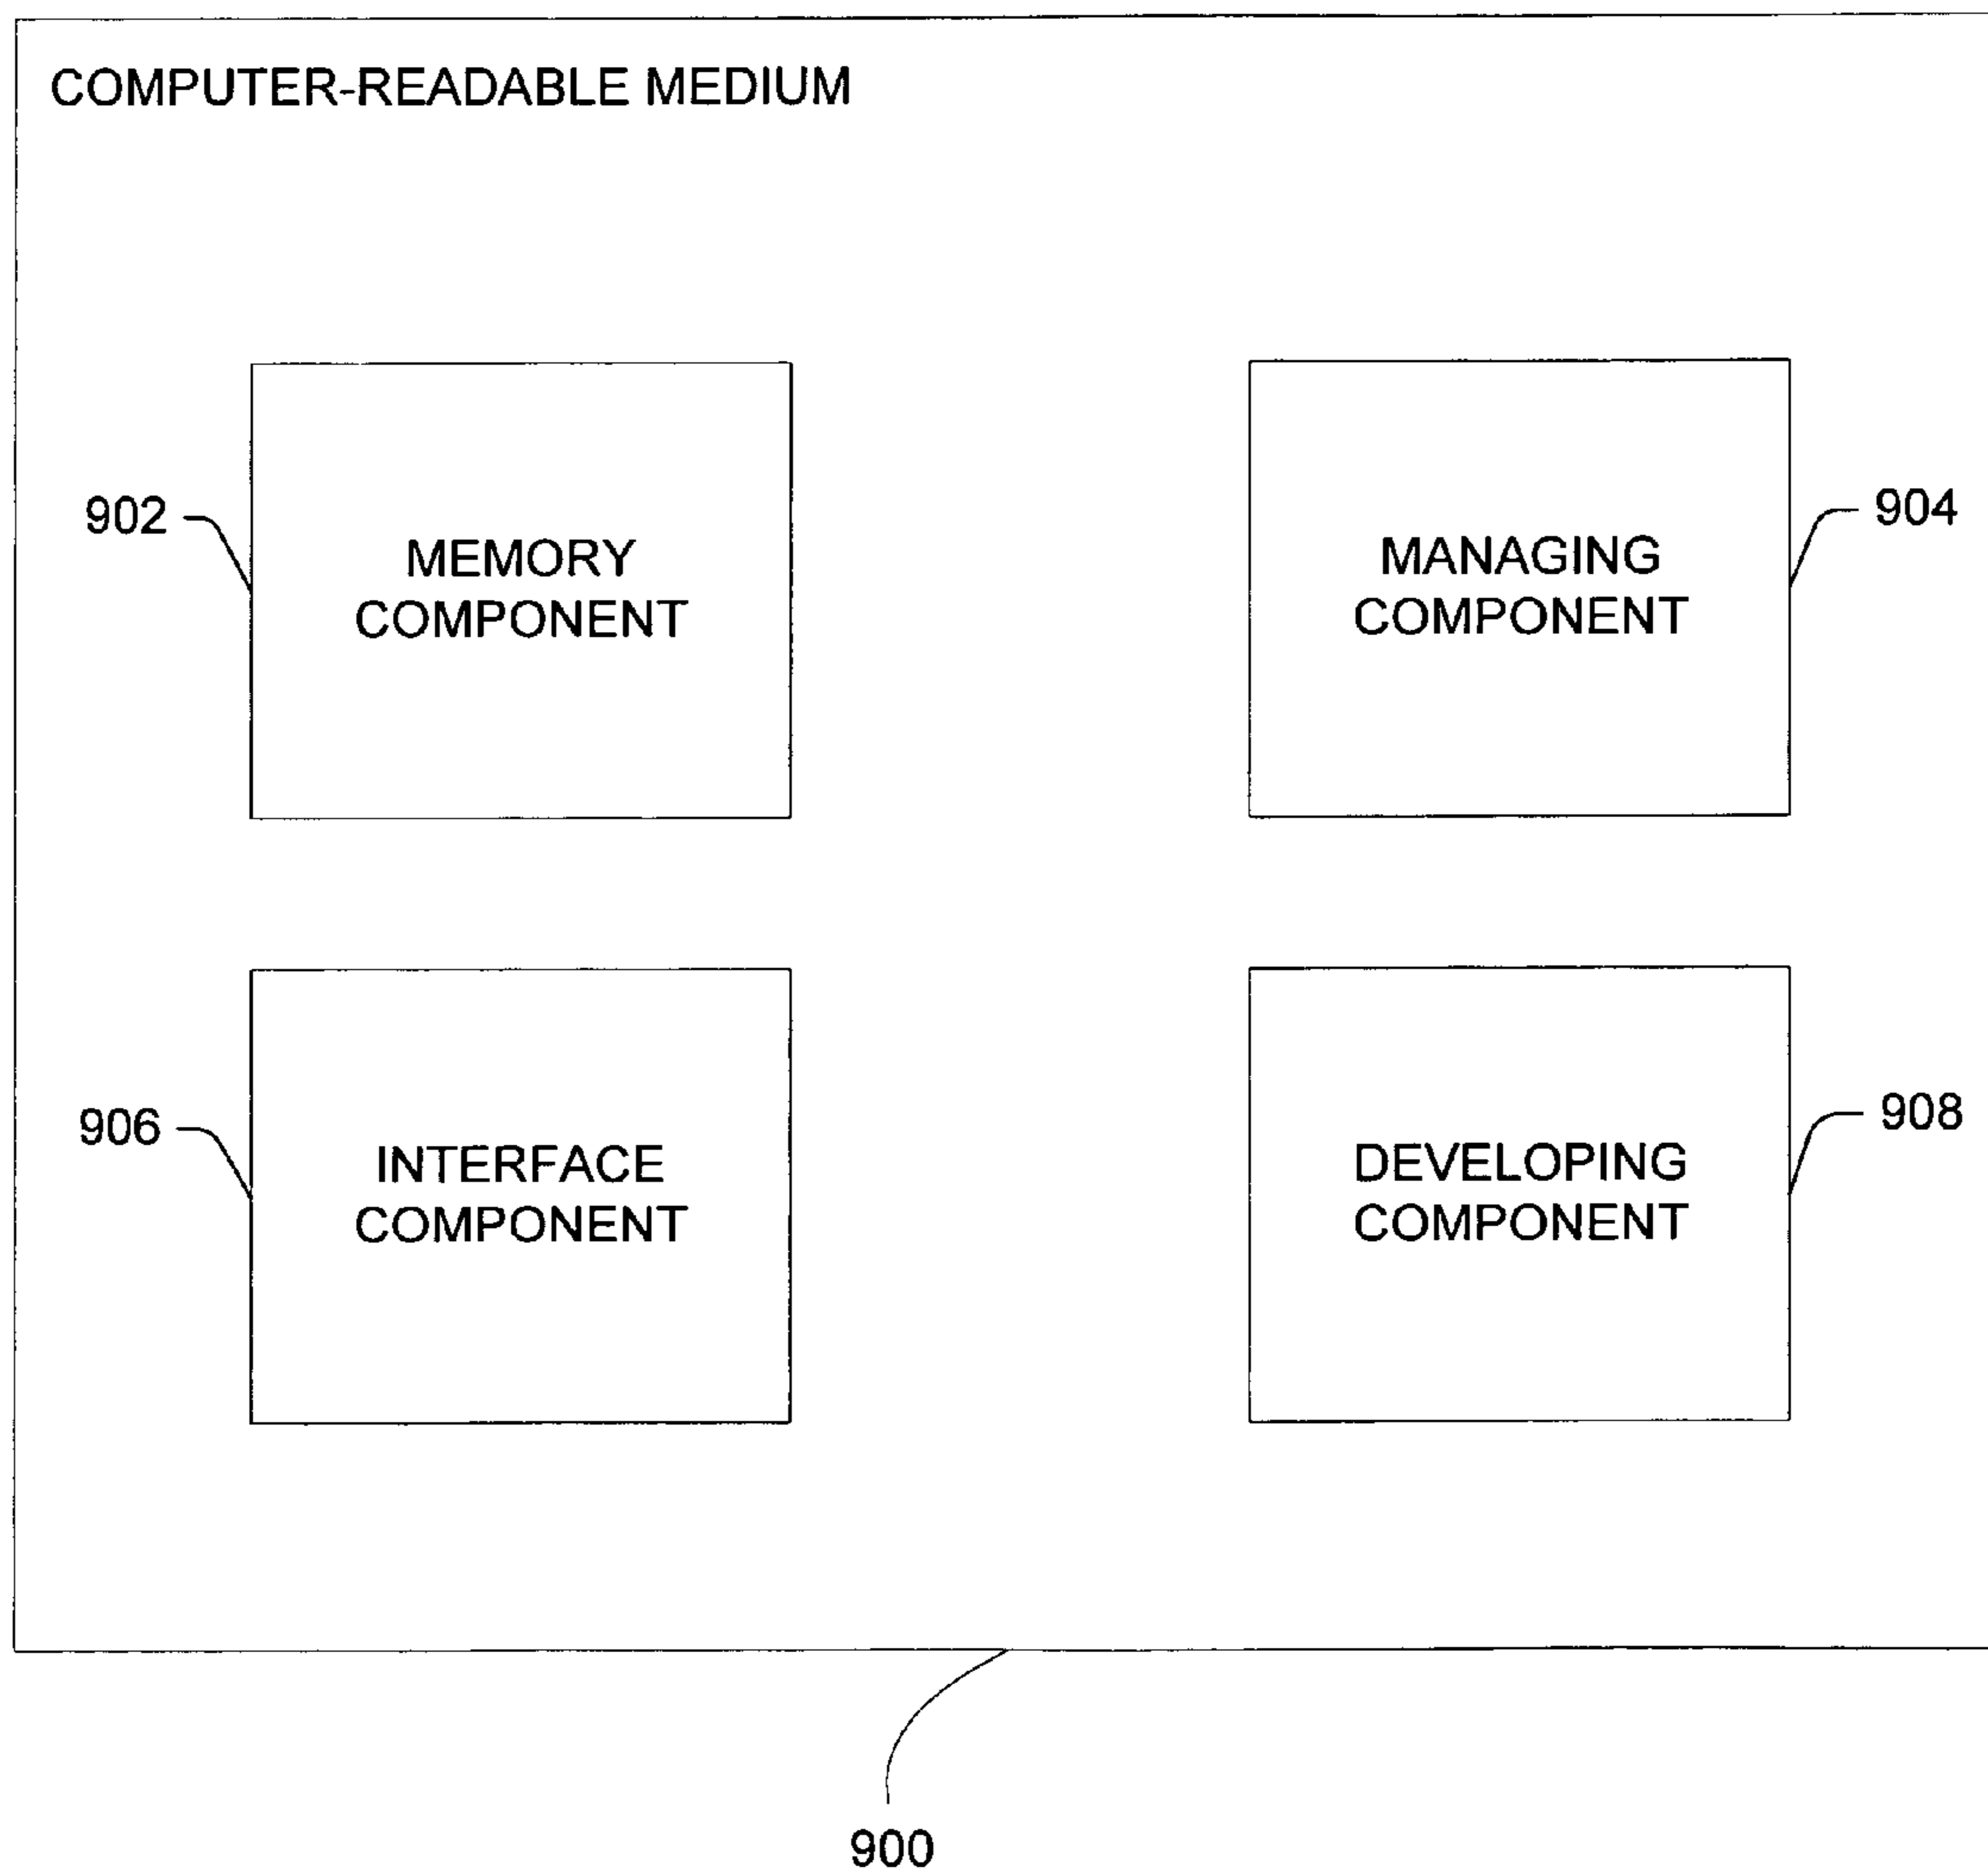 COMPUTER-READABLE MEDIUM
902
MEMORY
COMPONENT
904
MANAGING
COMPONENT
906
INTERFACE
COMPONENT
908
DEVELOPING
COMPONENT
900